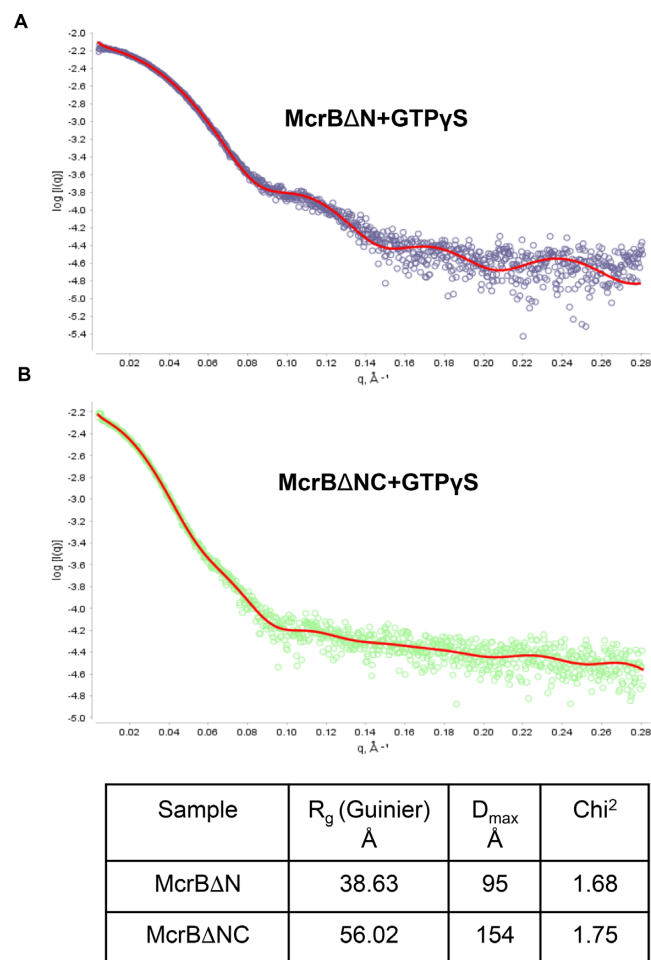 A
-2.0
-2.2
-2.4
-2.6
-2.8
-3.0
-3.2
-3.4
-3.6
-3.8
-4.0
-4.2
-4.4
-4.6
-4.8
-5.0
-5.2
-5.4
log [I(q)]
McrBΔN+GTPγS
0.02 0.04 0.06 0.08 0.10 0.12 0.14 0.16 0.18 0.20 0.22 0.24 0.26 0.28
q, Å -1
B
-2.2
-2.4
-2.6
-2.8
-3.0
-3.2
-3.4
-3.6
-3.8
-4.0
-4.2
-4.4
-4.6
-4.8
-5.0
log [I(q)]
McrBΔNC+GTPγS
0.02 0.04 0.06 0.08 0.10 0.12 0.14 0.16 0.18 0.20 0.22 0.24 0.26 0.28
q, Å -1
Sample Rg (Guinier) Å Dmax Å Chi²
McrBΔN 38.63 95 1.68
McrBΔNC 56.02 154 1.75